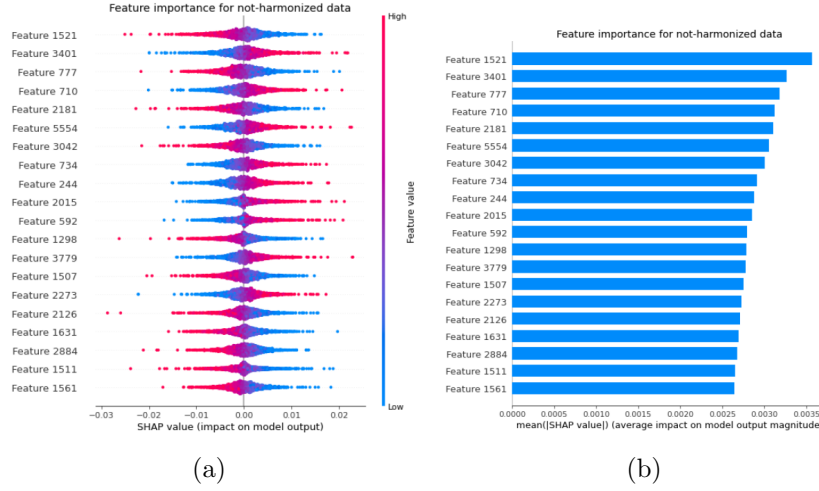 Feature importance for not-harmonized data
High
Feature 1521
Feature 3401
Feature 777
Feature 710
Feature 2181
Feature 5554
Feature 3042
Feature 734
Feature 244
Feature 2015
Feature 592
Feature 1298
Feature 3779
Feature 1507
Feature 2273
Feature 2126
Feature 1631
Feature 2884
Feature 1511
Feature 1561
Feature value
Low
−0.03 −0.02 −0.01 0.00 0.01 0.02
SHAP value (impact on model output)
(a)
Feature importance for not-harmonized data
Feature 1521
Feature 3401
Feature 777
Feature 710
Feature 2181
Feature 5554
Feature 3042
Feature 734
Feature 244
Feature 2015
Feature 592
Feature 1298
Feature 3779
Feature 1507
Feature 2273
Feature 2126
Feature 1631
Feature 2884
Feature 1511
Feature 1561
0.0000 0.0005 0.0010 0.0015 0.0020 0.0025 0.0030 0.0035
mean(|SHAP value|) (average impact on model output magnitude
(b)